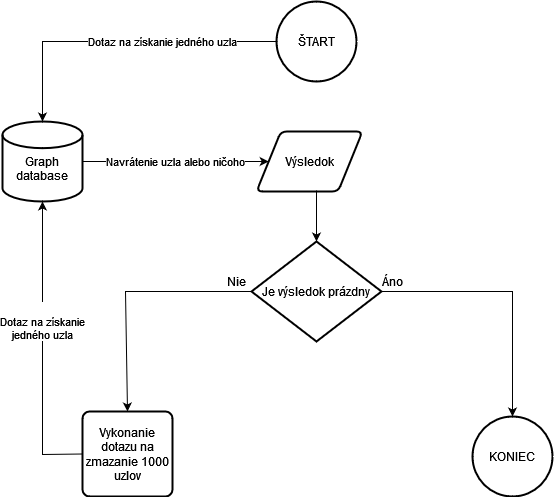 Dotaz na získanie jedného uzla
ŠTART
Graph
database
Navrátenie uzla alebo ničoho
Výsledok
Nie
Je výsledok prázdny
Áno
Dotaz na získanie
jedného uzla
Vykonanie
dotazu na
zmazanie 1000
uzlov
KONIEC